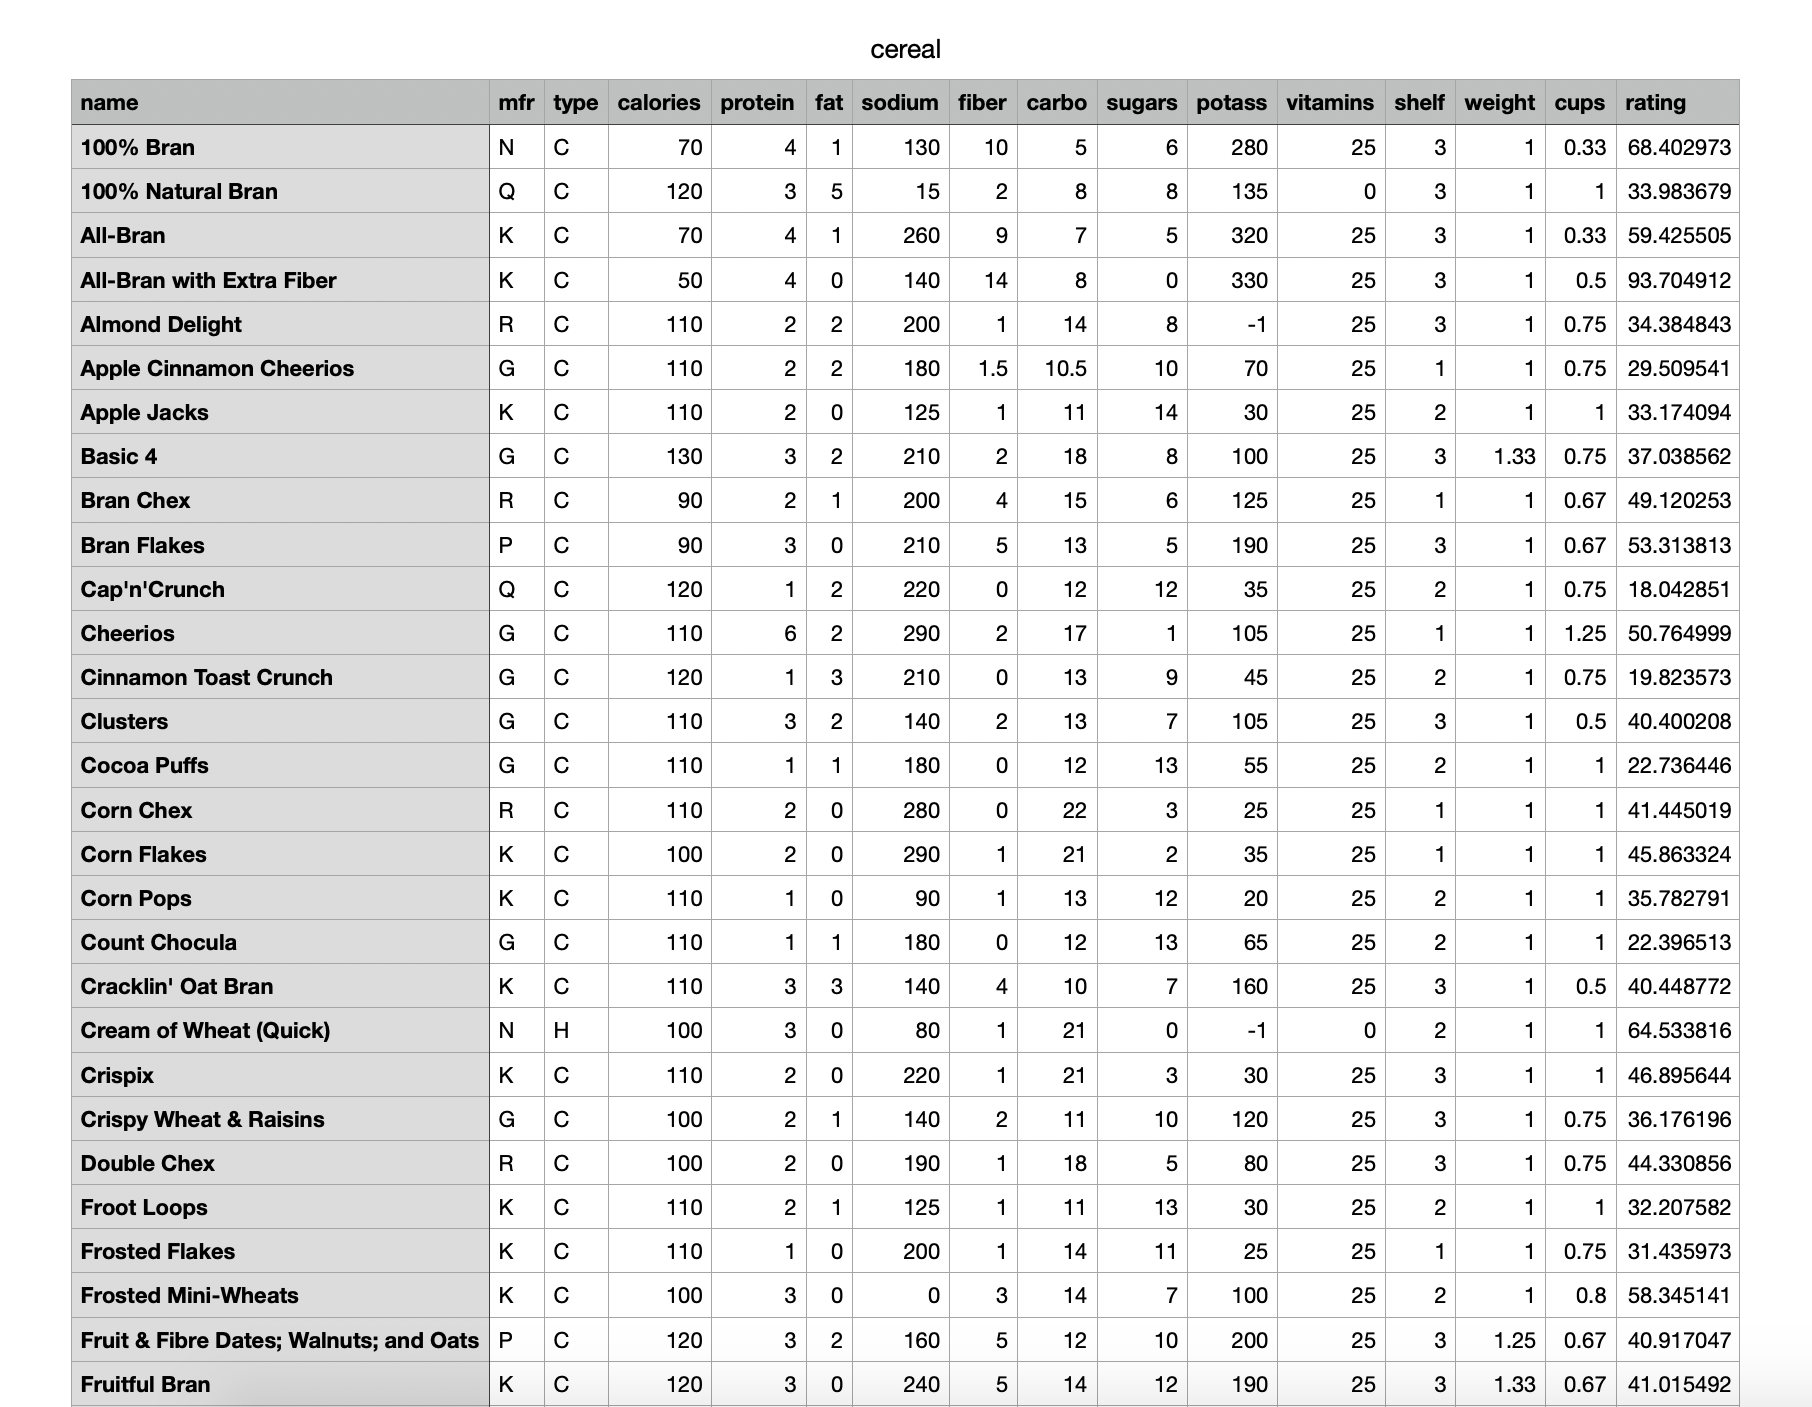 cereal
name mfr type calories protein fat sodium fiber carbo sugars potass vitamins shelf weight cups rating
100% Bran N C 70 4 1 130 10 5 6 280 25 3 1 0.33 68.402973
100% Natural Bran Q C 120 3 5 15 2 8 8 135 0 3 1 1 33.983679
All-Bran K C 70 4 1 260 9 7 5 320 25 3 1 0.33 59.425505
All-Bran with Extra Fiber K C 50 4 0 140 14 8 0 330 25 3 1 0.5 93.704912
Almond Delight R C 110 2 2 200 1 14 8 -1 25 3 1 0.75 34.384843
Apple Cinnamon Cheerios G C 110 2 2 180 1.5 10.5 10 70 25 1 1 0.75 29.509541
Apple Jacks K C 110 2 0 125 1 11 14 30 25 2 1 1 33.174094
Basic 4 G C 130 3 2 210 2 18 8 100 25 3 1.33 0.75 37.038562
Bran Chex R C 90 2 1 200 4 15 6 125 25 1 1 0.67 49.120253
Bran Flakes P C 90 3 0 210 5 13 5 190 25 3 1 0.67 53.313813
Cap'n'Crunch Q C 120 1 2 220 0 12 12 35 25 2 1 0.75 18.042851
Cheerios G C 110 6 2 290 2 17 1 105 25 1 1 1.25 50.764999
Cinnamon Toast Crunch G C 120 1 3 210 0 13 9 45 25 2 1 0.75 19.823573
Clusters G C 110 3 2 140 2 13 7 105 25 3 1 0.5 40.400208
Cocoa Puffs G C 110 1 1 180 0 12 13 55 25 2 1 1 22.736446
Corn Chex R C 110 2 0 280 0 22 3 25 25 1 1 1 41.445019
Corn Flakes K C 100 2 0 290 1 21 2 35 25 1 1 1 45.863324
Corn Pops K C 110 1 0 90 1 13 12 20 25 2 1 1 35.782791
Count Chocula G C 110 1 1 180 0 12 13 65 25 2 1 1 22.396513
Cracklin' Oat Bran K C 110 3 3 140 4 10 7 160 25 3 1 0.5 40.448772
Cream of Wheat (Quick) N H 100 3 0 80 1 21 0 -1 0 2 1 1 64.533816
Crispix K C 110 2 0 220 1 21 3 30 25 3 1 1 46.895644
Crispy Wheat & Raisins G C 100 2 1 140 2 11 10 120 25 3 1 0.75 36.176196
Double Chex R C 100 2 0 190 1 18 5 80 25 3 1 0.75 44.330856
Froot Loops K C 110 2 1 125 1 11 13 30 25 2 1 1 32.207582
Frosted Flakes K C 110 1 0 200 1 14 11 25 25 1 1 0.75 31.435973
Frosted Mini-Wheats K C 100 3 0 0 3 14 7 100 25 2 1 0.8 58.345141
Fruit & Fibre Dates; Walnuts; and Oats P C 120 3 2 160 5 12 10 200 25 3 1.25 0.67 40.917047
Fruitful Bran K C 120 3 0 240 5 14 12 190 25 3 1.33 0.67 41.015492